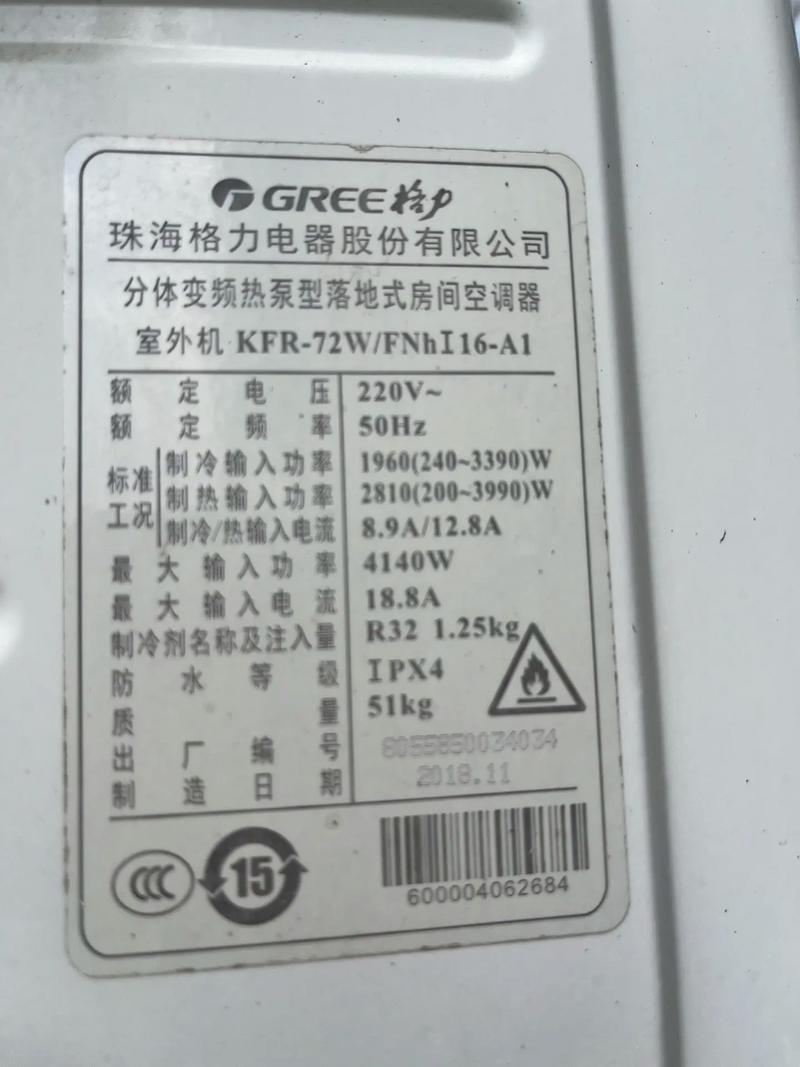 GREE格力
珠海格力电器股份有限公司
分体变频热泵型落地式房间空调器
室外机 KFR-72W/FNhⅠ16-A1
额定电压 220V~
额定频率 50Hz
标准工况
制冷输入功率 1960(240~3390)W
制热输入功率 2810(200~3990)W
制冷/热输入电流 8.9A/12.8A
最大输入功率 4140W
最大输入电流 18.8A
制冷剂名称及注入量 R32 1.25kg
防水等级 IPX4
质量 51kg
出厂编号 8055850034034
制造日期 2018.11
CCC 15
600004062684